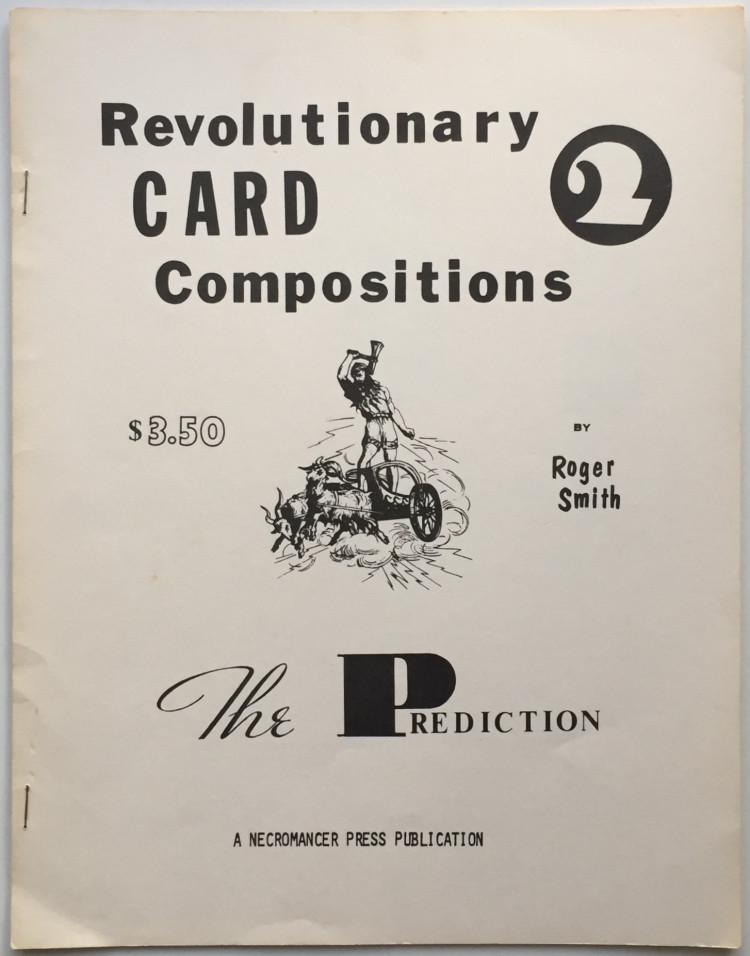 Revolutionary
2
CARD
Compositions
$3.50
BY
Roger
Smith
The PREDICTION
A NECROMANCER PRESS PUBLICATION